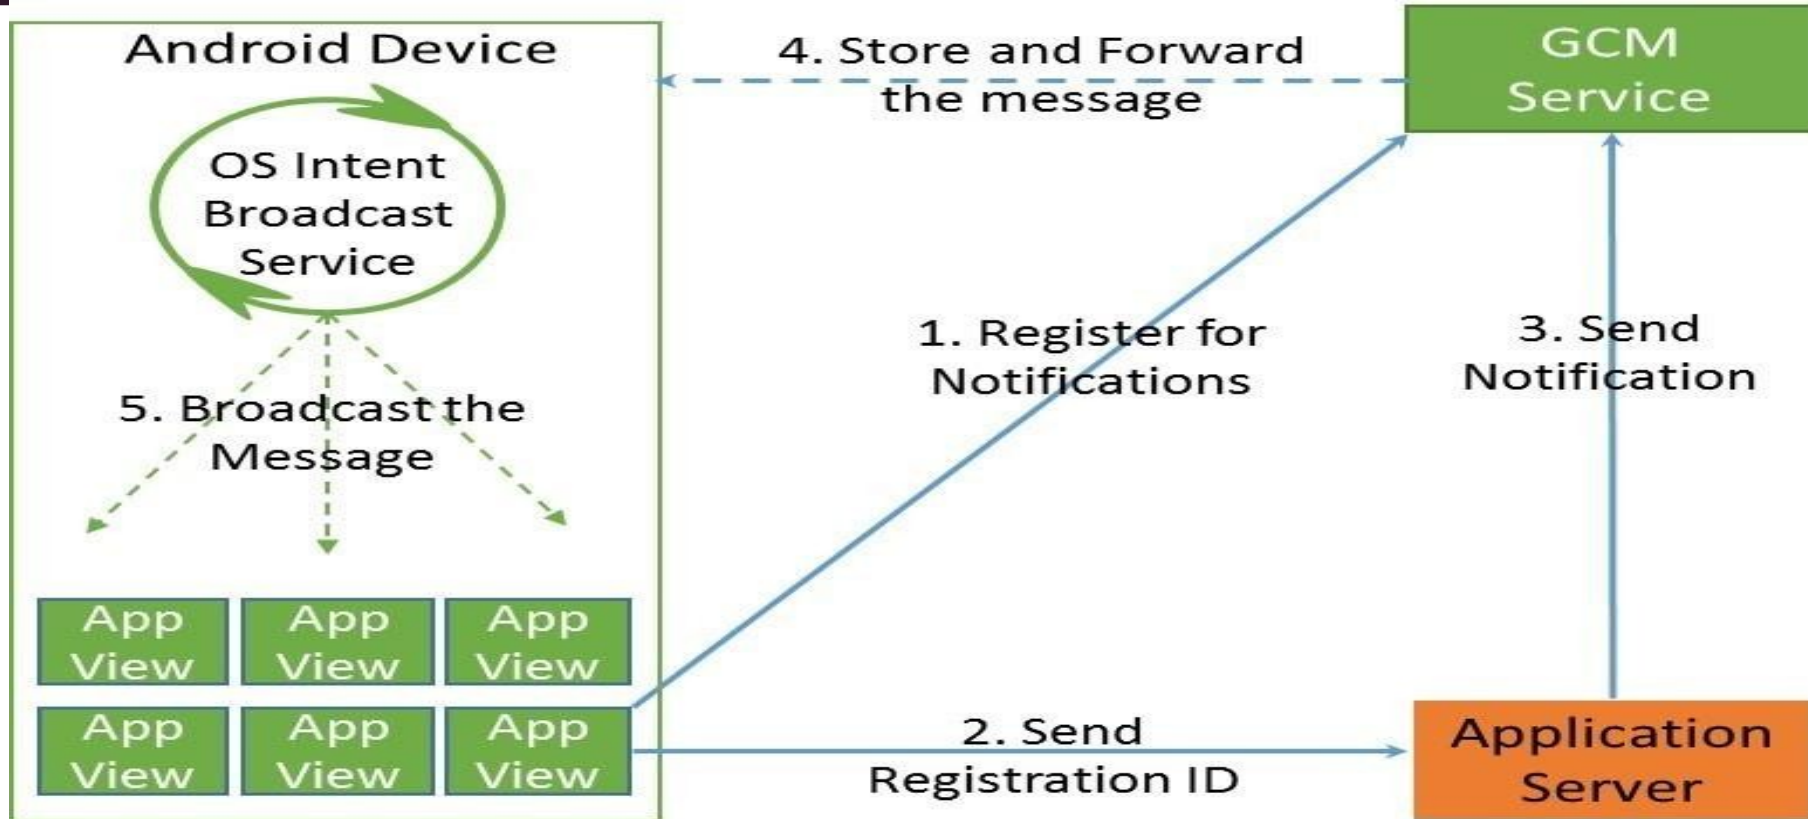 Android Device
OS Intent
Broadcast
Service
5. Broadcast the
Message
App
View
App
View
App
View
App
View
App
View
App
View
4. Store and Forward
the message
GCM
Service
1. Register for
Notifications
3. Send
Notification
2. Send
Registration ID
Application
Server